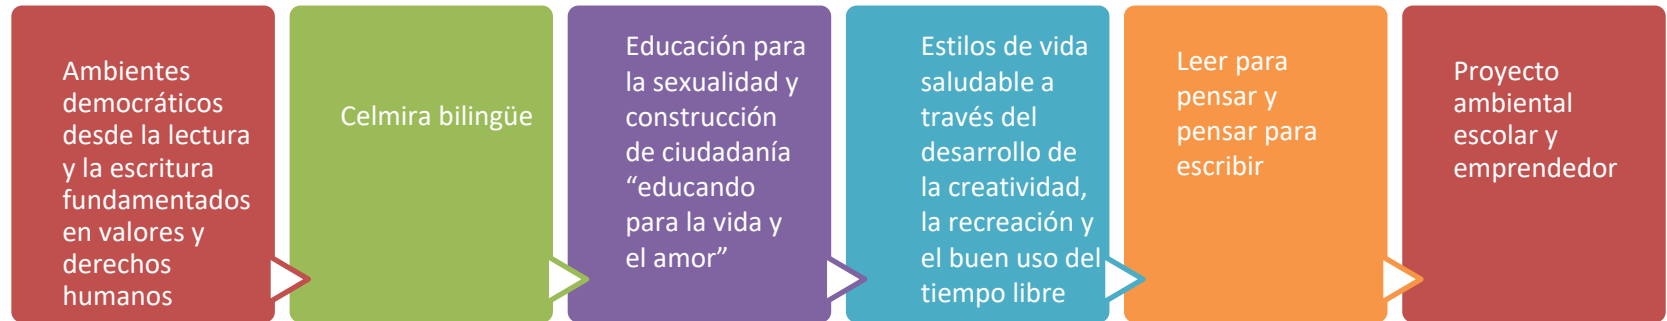 Ambientes
democráticos
desde la lectura
y la escritura
fundamentados
en valores y
derechos
humanos
Celmira bilingüe
Educación para
la sexualidad y
construcción
de ciudadanía
“educando
para la vida y
el amor”
Estilos de vida
saludable a
través del
desarrollo de
la creatividad,
la recreación y
el buen uso del
tiempo libre
Leer para
pensar y
pensar para
escribir
Proyecto
ambiental
escolar y
emprendedor